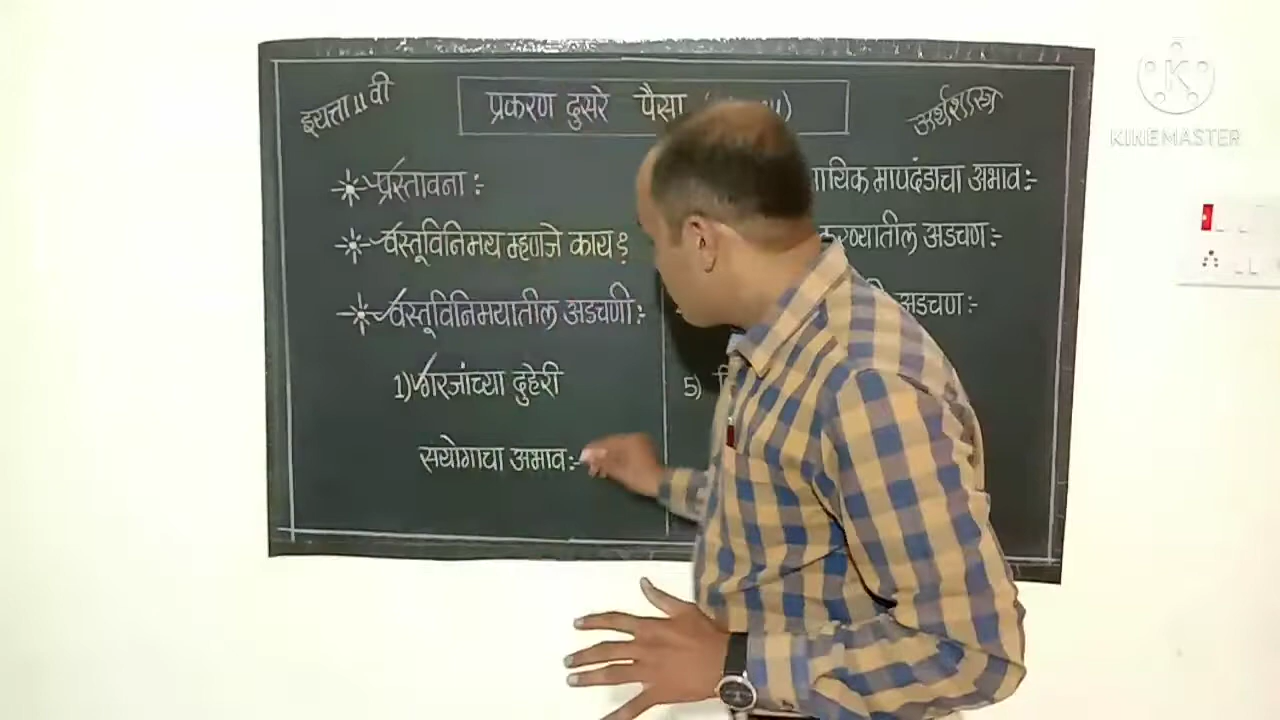 इयत्ता 11 वी
प्रकरण दुसरे पैसा
अर्थशास्त्र
प्रस्तावना :-
वस्तूविनिमय म्हणजे काय ?
वस्तूविनिमयातील अडचणी :-
1) गरजांच्या दुहेरी
सयोगाचा अभाव :-
मापदंडाचा अभाव :-
अडचण :-
अडचण :-
5)
KINEMASTER